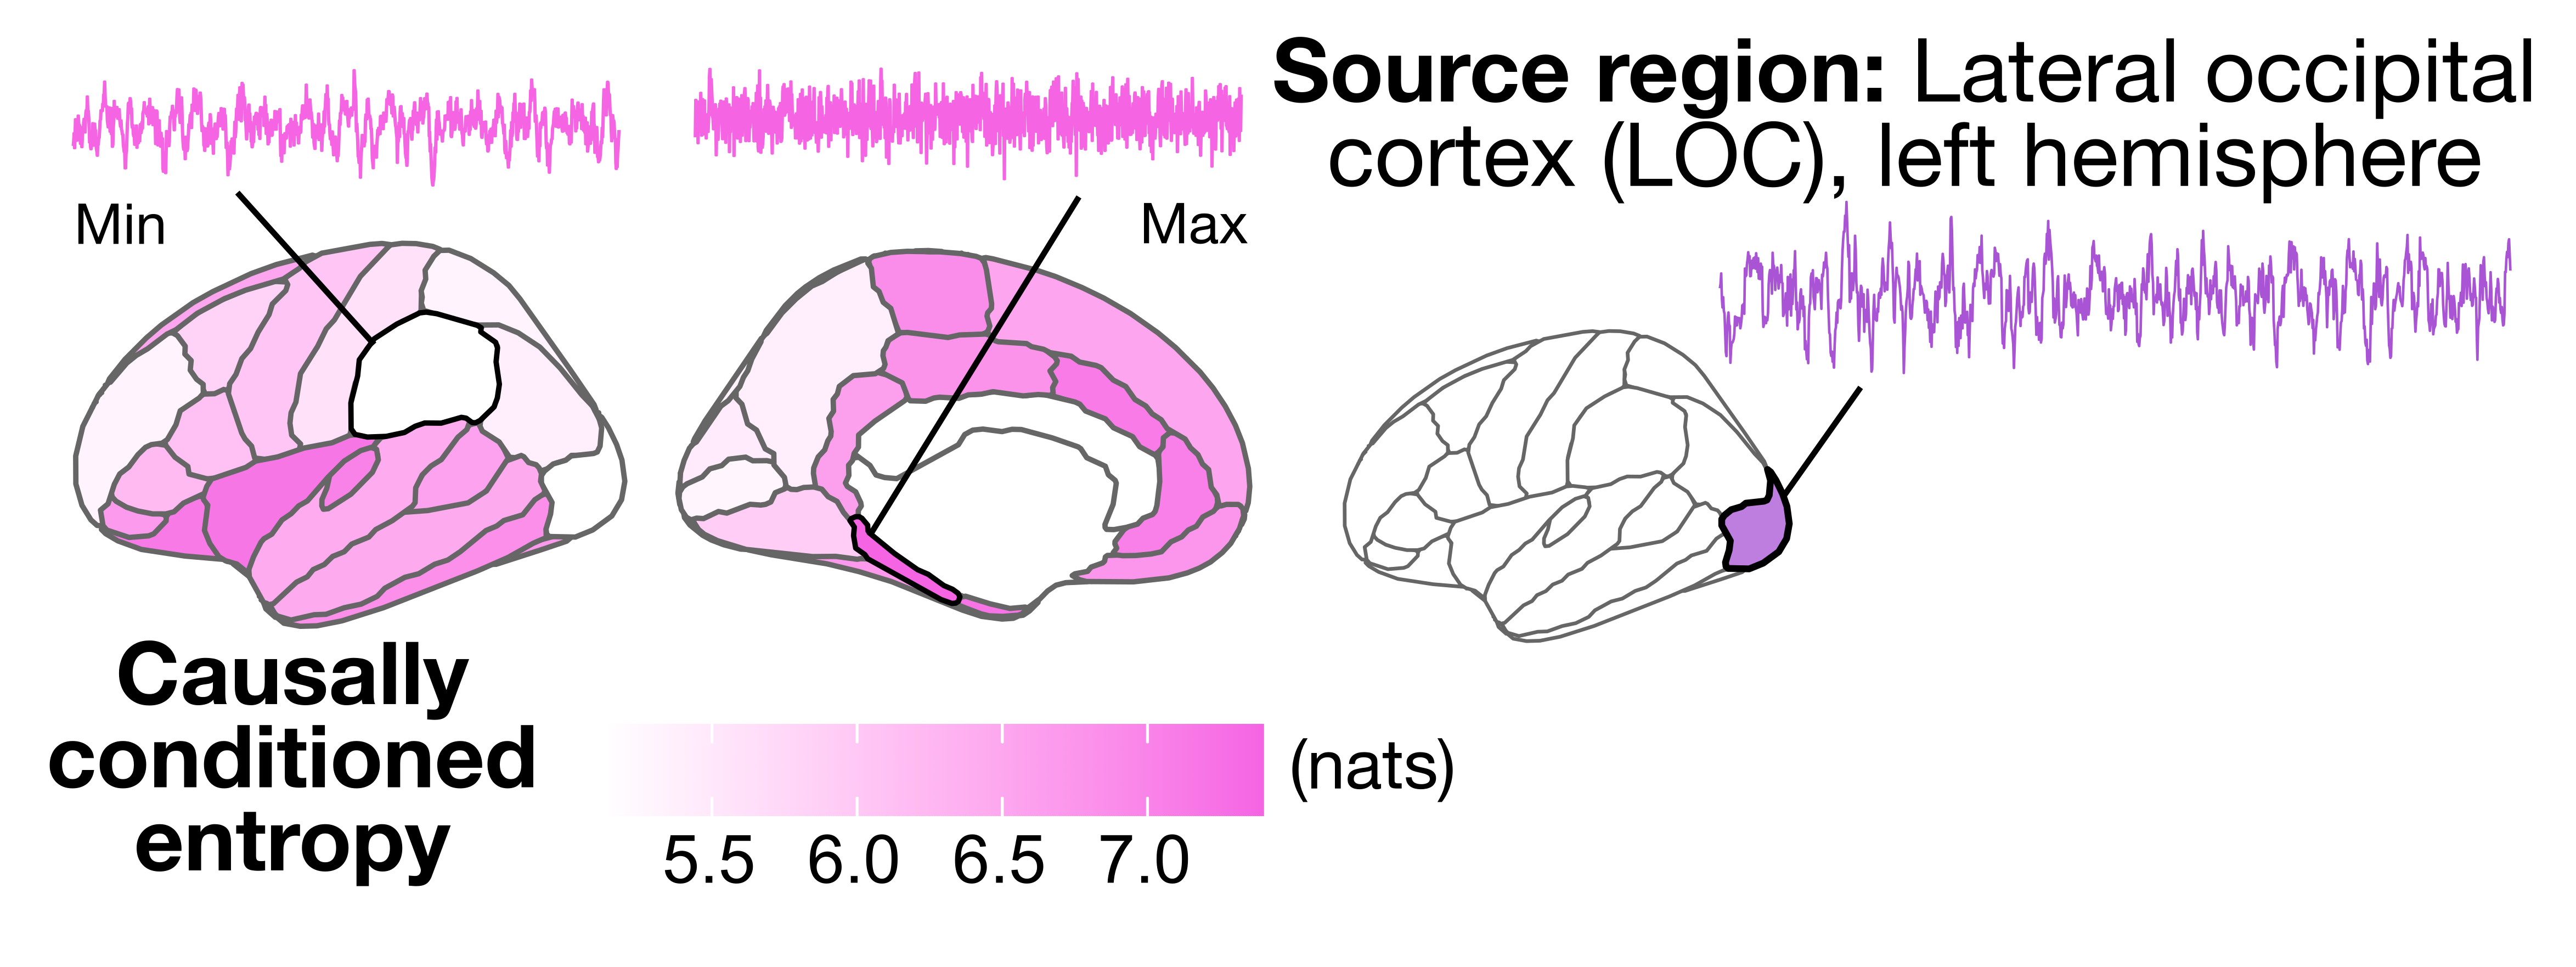 Source region: Lateral occipital
cortex (LOC), left hemisphere
Min
Max
Causally
conditioned
entropy
(nats)
5.5 6.0 6.5 7.0